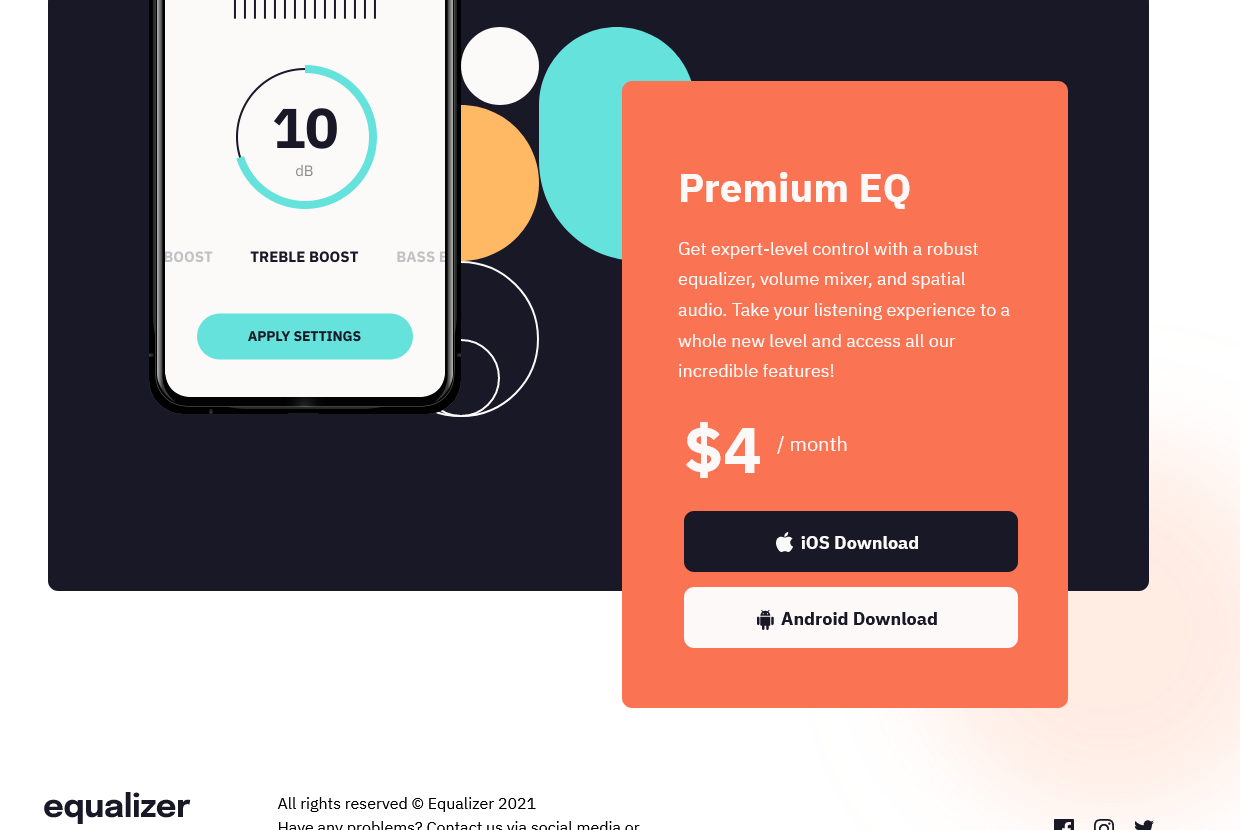 10
dB
BOOST TREBLE BOOST BASS
APPLY SETTINGS
Premium EQ
Get expert-level control with a robust
equalizer, volume mixer, and spatial
audio. Take your listening experience to a
whole new level and access all our
incredible features!
$4 / month
iOS Download
Android Download
equalizer
All rights reserved © Equalizer 2021
Have any problems? Contact us via social media or